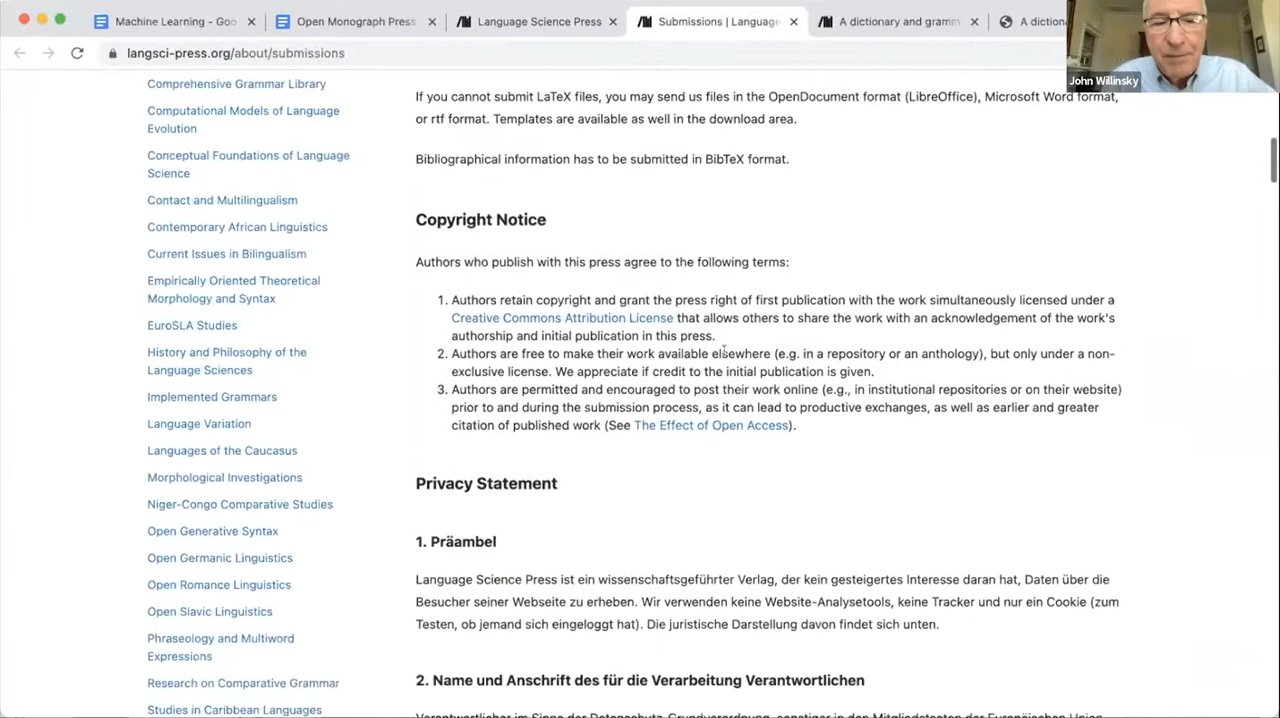 Machine Learning - Goo
Open Monograph Press
Language Science Press
Submissions | Language
A dictionary and gramm
A dictiona
langsci-press.org/about/submissions
John Willinsky
Comprehensive Grammar Library
Computational Models of Language
Evolution
Conceptual Foundations of Language
Science
Contact and Multilingualism
Contemporary African Linguistics
Current Issues in Bilingualism
Empirically Oriented Theoretical
Morphology and Syntax
EuroSLA Studies
History and Philosophy of the
Language Sciences
Implemented Grammars
Language Variation
Languages of the Caucasus
Morphological Investigations
Niger-Congo Comparative Studies
Open Generative Syntax
Open Germanic Linguistics
Open Romance Linguistics
Open Slavic Linguistics
Phraseology and Multiword
Expressions
Research on Comparative Grammar
Studies in Caribbean Languages
If you cannot submit LaTeX files, you may send us files in the OpenDocument format (LibreOffice), Microsoft Word format,
or rtf format. Templates are available as well in the download area.
Bibliographical information has to be submitted in BibTeX format.
Copyright Notice
Authors who publish with this press agree to the following terms:
1. Authors retain copyright and grant the press right of first publication with the work simultaneously licensed under a
Creative Commons Attribution License that allows others to share the work with an acknowledgement of the work's
authorship and initial publication in this press.
2. Authors are free to make their work available elsewhere (e.g. in a repository or an anthology), but only under a non-
exclusive license. We appreciate if credit to the initial publication is given.
3. Authors are permitted and encouraged to post their work online (e.g., in institutional repositories or on their website)
prior to and during the submission process, as it can lead to productive exchanges, as well as earlier and greater
citation of published work (See The Effect of Open Access).
Privacy Statement
1. Präambel
Language Science Press ist ein wissenschaftsgeführter Verlag, der kein gesteigertes Interesse daran hat, Daten über die
Besucher seiner Webseite zu erheben. Wir verwenden keine Website-Analysetools, keine Tracker und nur ein Cookie (zum
Testen, ob jemand sich eingeloggt hat). Die juristische Darstellung davon findet sich unten.
2. Name und Anschrift des für die Verarbeitung Verantwortlichen
Verantwortlicher im Sinne der Datenschutz-Grundverordnung, sonstiger in den Mitgliedstaaten der Europäischen Union